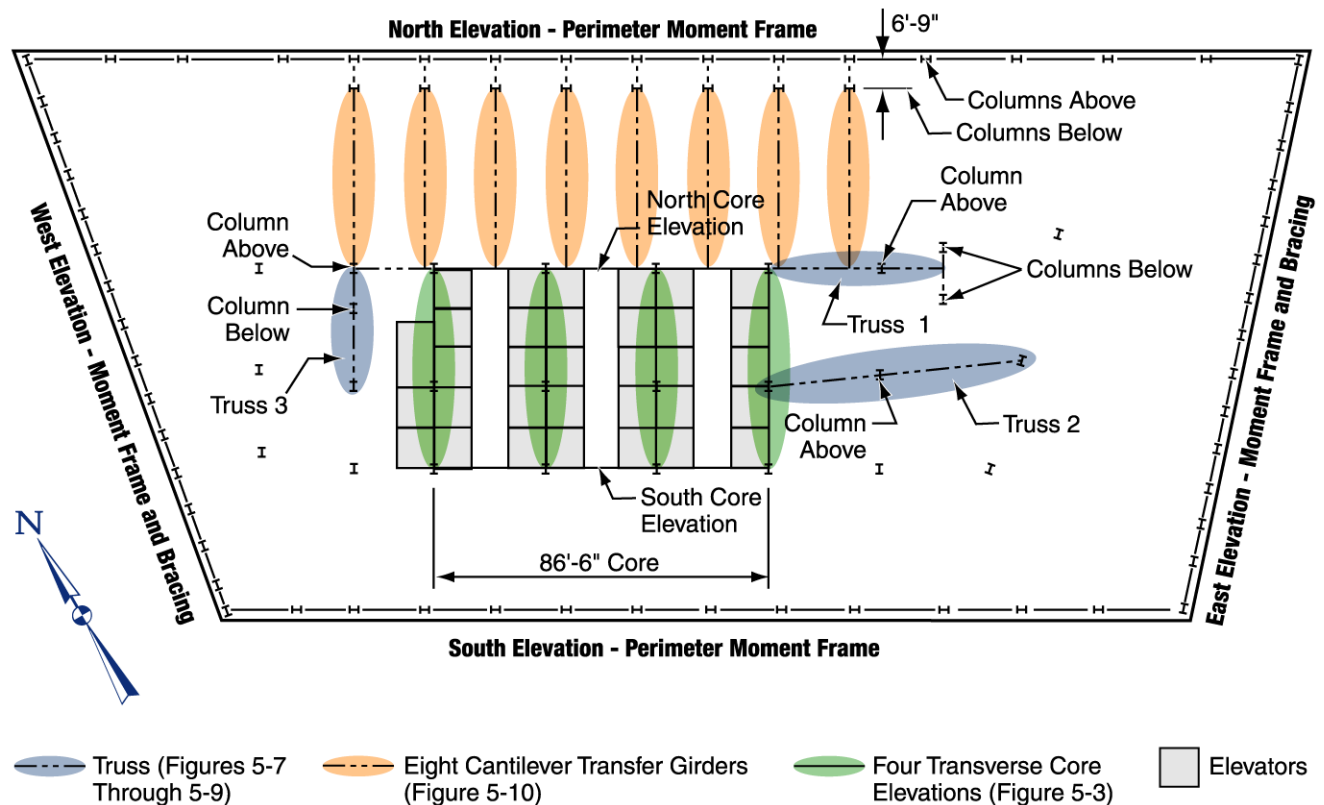 North Elevation - Perimeter Moment Frame
6'-9"
Columns Above
Columns Below
Column
Above
North Core
Elevation
Column
Above
Columns Below
Column
Below
Truss 1
Truss 3
Column
Above
Truss 2
South Core
Elevation
86'-6" Core
West Elevation - Moment Frame and Bracing
East Elevation - Moment Frame and Bracing
N
South Elevation - Perimeter Moment Frame
Truss (Figures 5-7
Through 5-9)
Eight Cantilever Transfer Girders
(Figure 5-10)
Four Transverse Core
Elevations (Figure 5-3)
Elevators